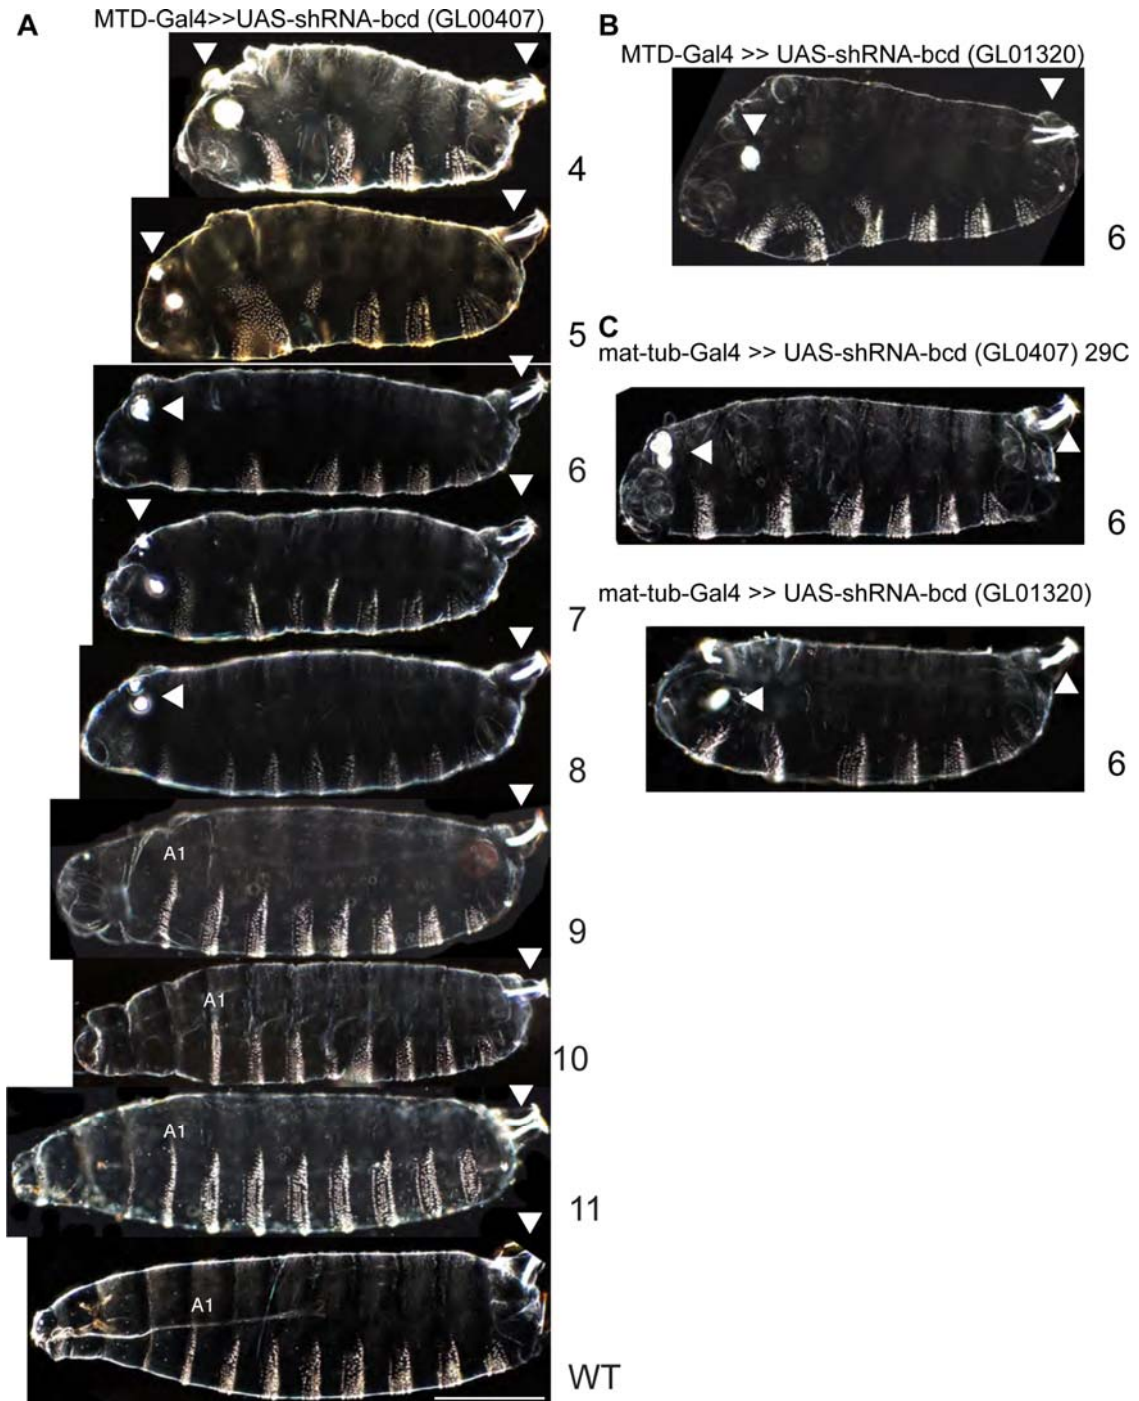 A
MTD-Gal4>>UAS-shRNA-bcd (GL00407)
4
5
6
7
8
A1
9
A1
10
A1
11
A1
WT
B
MTD-Gal4 >> UAS-shRNA-bcd (GL01320)
6
C
mat-tub-Gal4 >> UAS-shRNA-bcd (GL0407) 29C
6
mat-tub-Gal4 >> UAS-shRNA-bcd (GL01320)
6